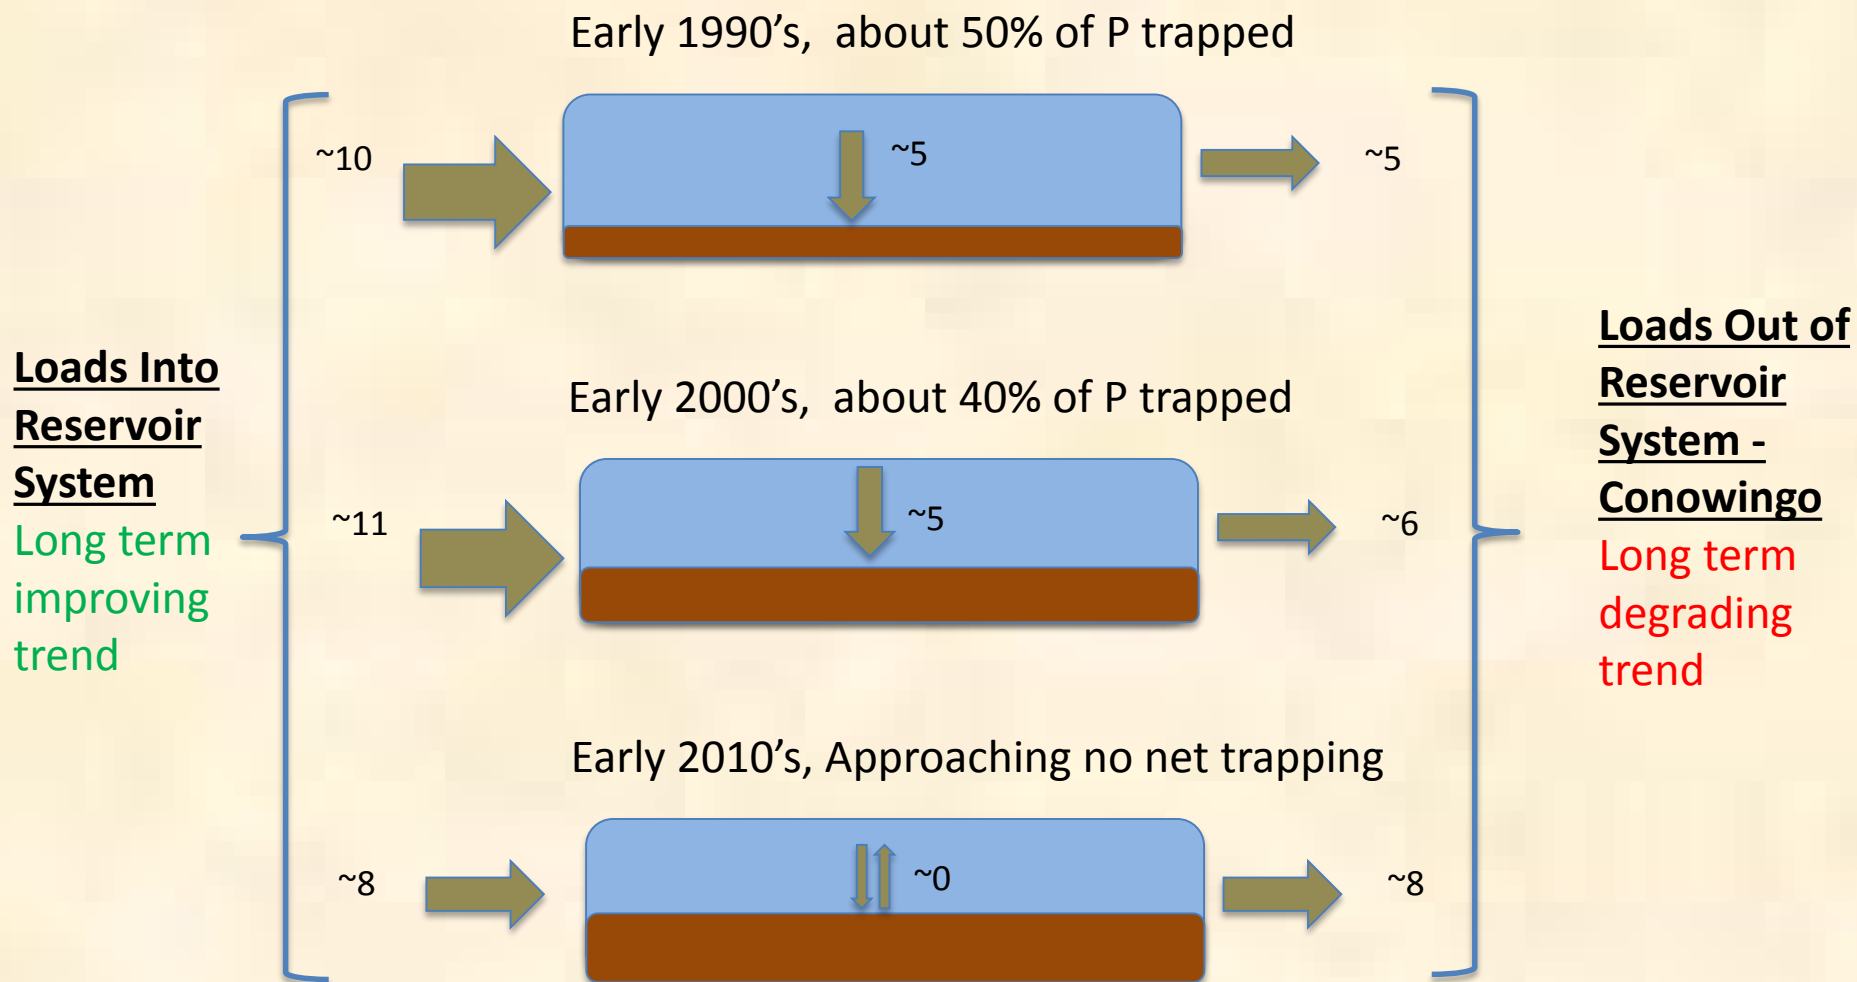 Early 1990’s,  about 50% of P trapped
~10
~5
~5
Loads Into
Reservoir
System
Long term
improving
trend
Early 2000’s,  about 40% of P trapped
~11
~5
~6
Loads Out of
Reservoir
System -
Conowingo
Long term
degrading
trend
Early 2010’s, Approaching no net trapping
~8
~0
~8